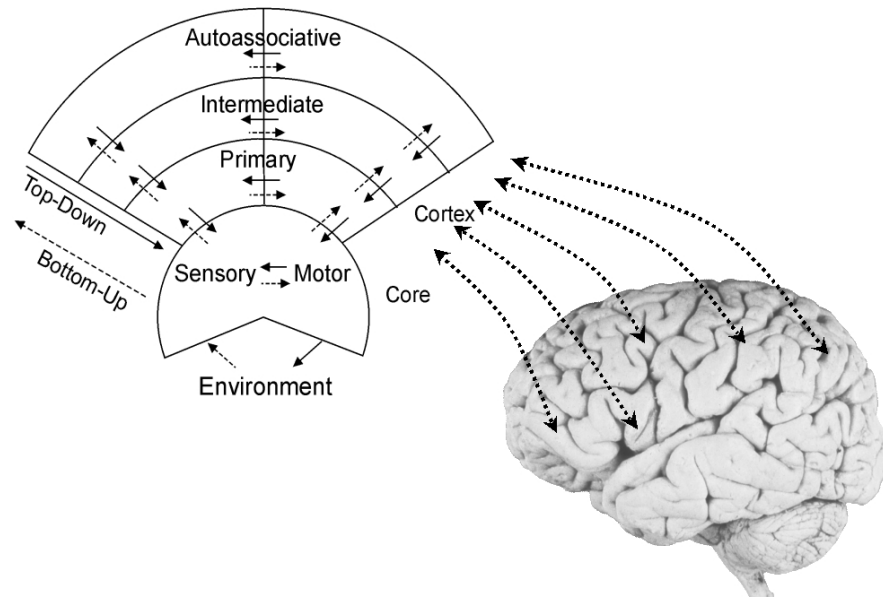 Autoassociative
Intermediate
Primary
Top-Down
Bottom-Up
Cortex
Sensory
Motor
Core
Environment